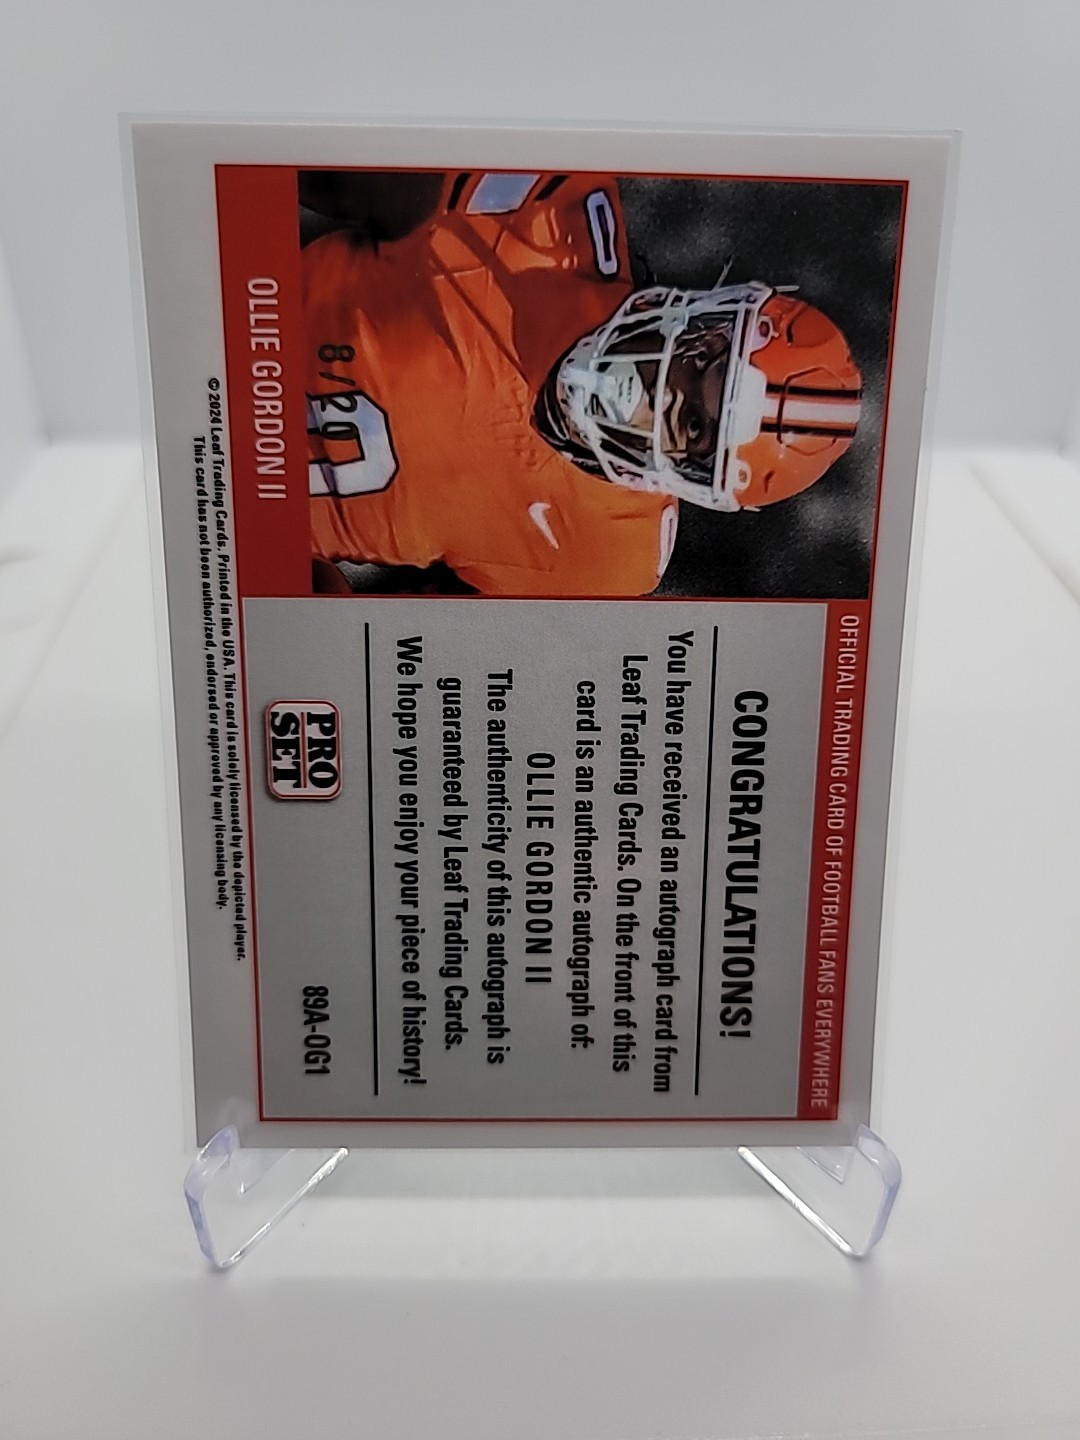 OFFICIAL TRADING CARD OF FOOTBALL FANS EVERYWHERE
CONGRATULATIONS!
You have received an autograph card from
Leaf Trading Cards. On the front of this
card is an authentic autograph of:
OLLIE GORDON II
The authenticity of this autograph is
guaranteed by Leaf Trading Cards.
We hope you enjoy your piece of history!
8/20
OLLIE GORDON II
PRO
SET
89A-OG1
© 2024 Leaf Trading Cards. Printed in the USA. This card is solely licensed by the depicted player.
This card has not been authorized, endorsed or approved by any licensing body.